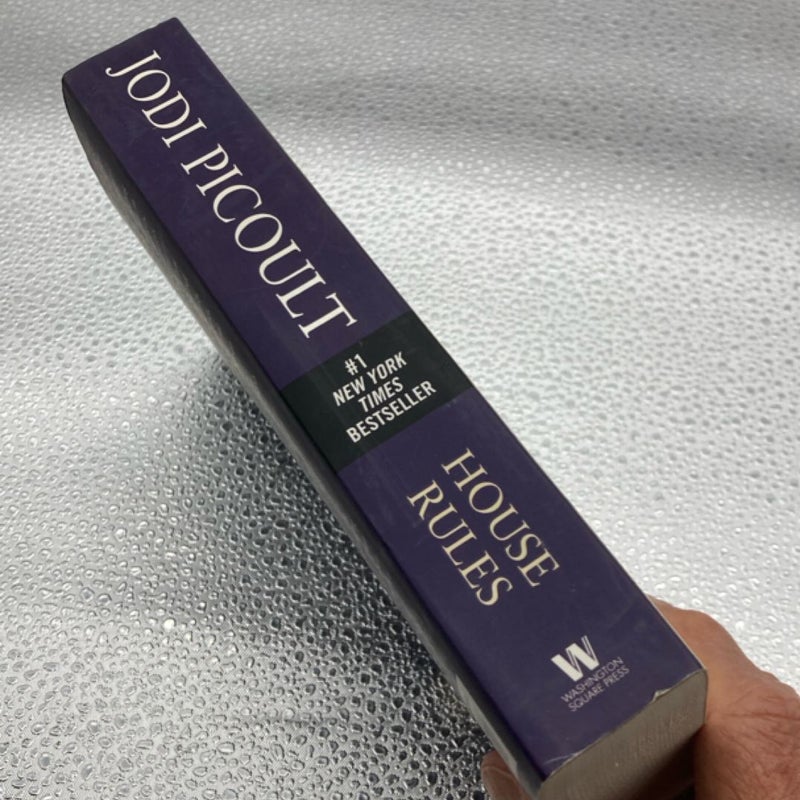 JODI PICOULT
#1
NEW YORK
TIMES
BESTSELLER
HOUSE
RULES
W
WASHINGTON
SQUARE PRESS